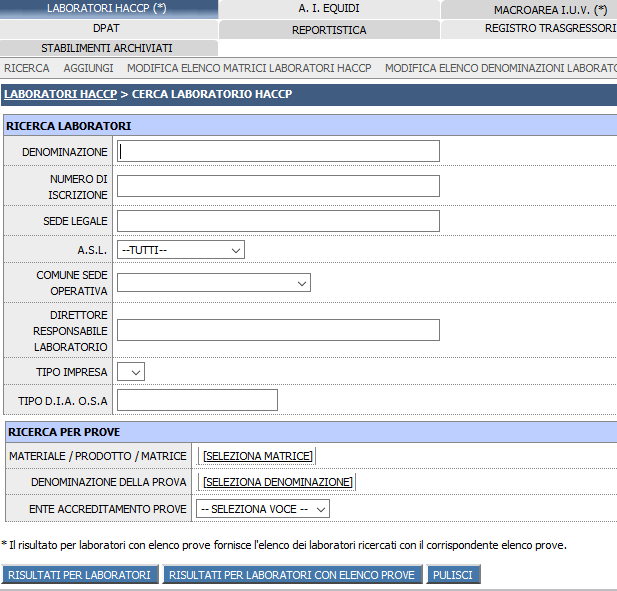 LABORATORI HACCP (*) A. I. EQUIDI MACROAREA I.U.V. (*)
DPAT REPORTISTICA REGISTRO TRASGRESSORI
STABILIMENTI ARCHIVIATI
RICERCA AGGIUNGI MODIFICA ELENCO MATRICI LABORATORI HACCP MODIFICA ELENCO DENOMINAZIONI LABORATO
LABORATORI HACCP > CERCA LABORATORIO HACCP
RICERCA LABORATORI
DENOMINAZIONE
NUMERO DI
ISCRIZIONE
SEDE LEGALE
A.S.L. --TUTTI--
COMUNE SEDE
OPERATIVA
DIRETTORE
RESPONSABILE
LABORATORIO
TIPO IMPRESA
TIPO D.I.A. O.S.A
RICERCA PER PROVE
MATERIALE / PRODOTTO / MATRICE [SELEZIONA MATRICE]
DENOMINAZIONE DELLA PROVA [SELEZIONA DENOMINAZIONE]
ENTE ACCREDITAMENTO PROVE -- SELEZIONA VOCE --
* Il risultato per laboratori con elenco prove fornisce l'elenco dei laboratori ricercati con il corrispondente elenco prove.
RISULTATI PER LABORATORI RISULTATI PER LABORATORI CON ELENCO PROVE PULISCI